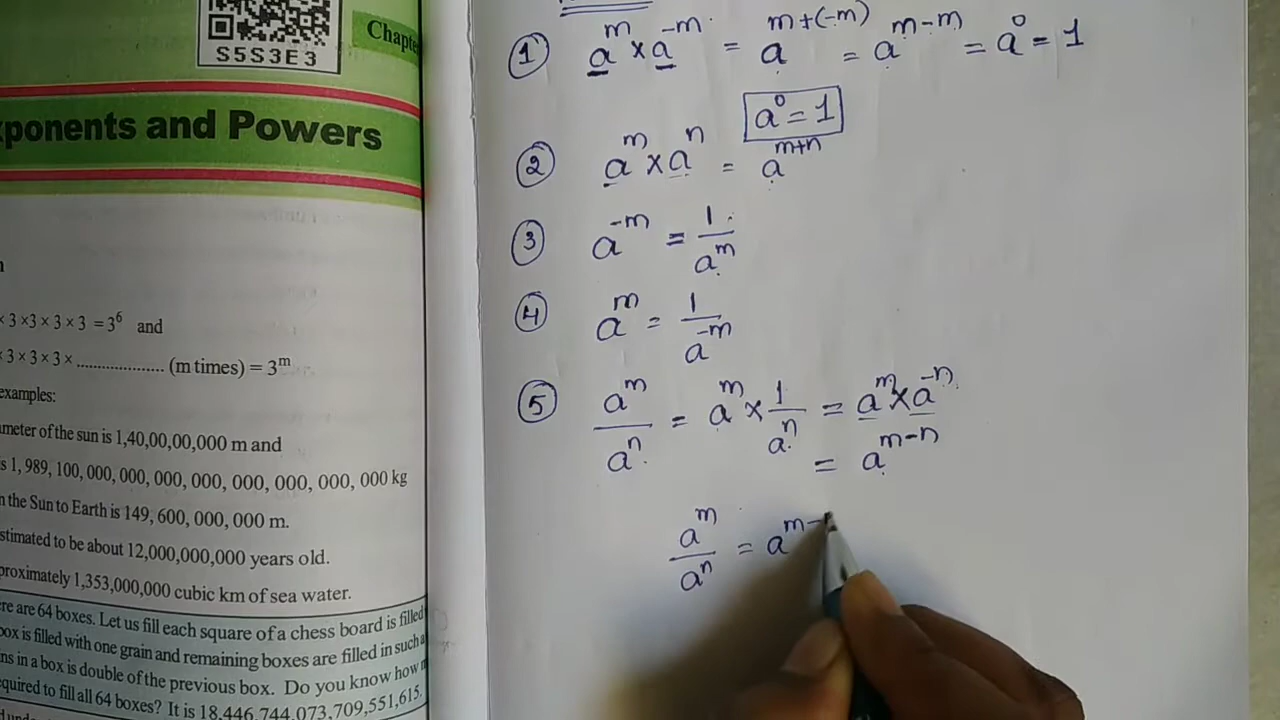 S5S3E3
Chapte
xponents and Powers
× 3 × 3 × 3 × 3 = 3⁶ and
× 3 × 3 × 3 × .................... (m times) = 3ᵐ
examples:
ameter of the sun is 1,40,00,00,000 m and
s 1, 989, 100, 000, 000, 000, 000, 000, 000, 000 kg
n the Sun to Earth is 149, 600, 000, 000 m.
stimated to be about 12,000,000,000 years old.
proximately 1,353,000,000 cubic km of sea water.
re are 64 boxes. Let us fill each square of a chess board is filled
box is filled with one grain and remaining boxes are filled in such a
ins in a box is double of the previous box. Do you know how
equired to fill all 64 boxes? It is 18,446,744,073,709,551,615.
① aᵐ × a⁻ᵐ = aᵐ⁺⁽⁻ᵐ⁾ = aᵐ⁻ᵐ = a⁰ = 1
a⁰ = 1
② aᵐ × aⁿ = aᵐ⁺ⁿ
③ a⁻ᵐ = 1/aᵐ
④ aᵐ = 1/a⁻ᵐ
⑤ aᵐ/aⁿ = aᵐ × 1/aⁿ = aᵐ × a⁻ⁿ
= aᵐ⁻ⁿ
aᵐ/aⁿ = aᵐ⁻